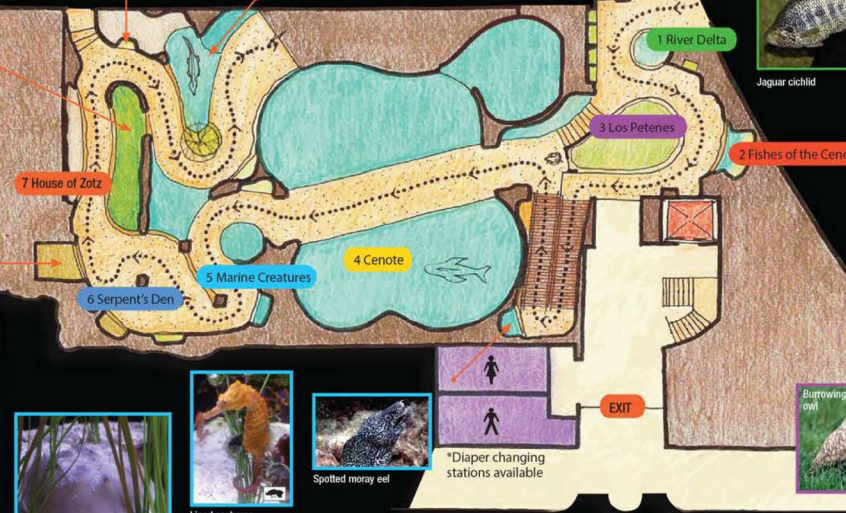 1 River Delta
Jaguar cichlid
3 Los Petenes
2 Fishes of the
7 House of Zotz
4 Cenote
5 Marine Creatures
6 Serpent's Den
EXIT
Burrowing
owl
*Diaper changing
stations available
Spotted moray eel